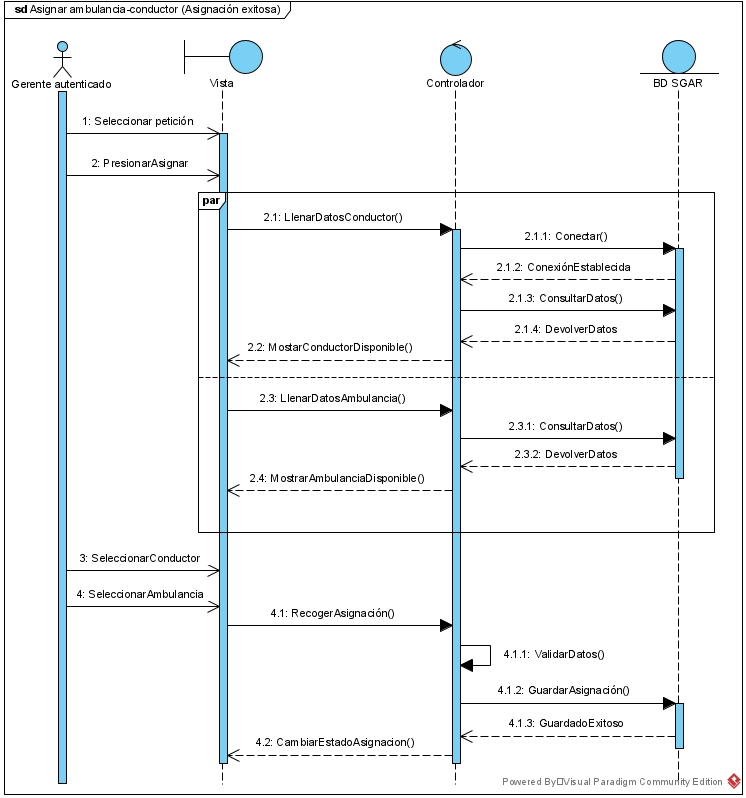 sd Asignar ambulancia-conductor (Asignación exitosa)
Gerente autenticado
Vista
Controlador
BD SGAR
1: Seleccionar petición
2: PresionarAsignar
par
2.1: LlenarDatosConductor()
2.1.1: Conectar()
2.1.2: ConexiónEstablecida
2.1.3: ConsultarDatos()
2.1.4: DevolverDatos
2.2: MostarConductorDisponible()
2.3: LlenarDatosAmbulancia()
2.3.1: ConsultarDatos()
2.3.2: DevolverDatos
2.4: MostrarAmbulanciaDisponible()
3: SeleccionarConductor
4: SeleccionarAmbulancia
4.1: RecogerAsignación()
4.1.1: ValidarDatos()
4.1.2: GuardarAsignación()
4.1.3: GuardadoExitoso
4.2: CambiarEstadoAsignacion()
Powered By Visual Paradigm Community Edition